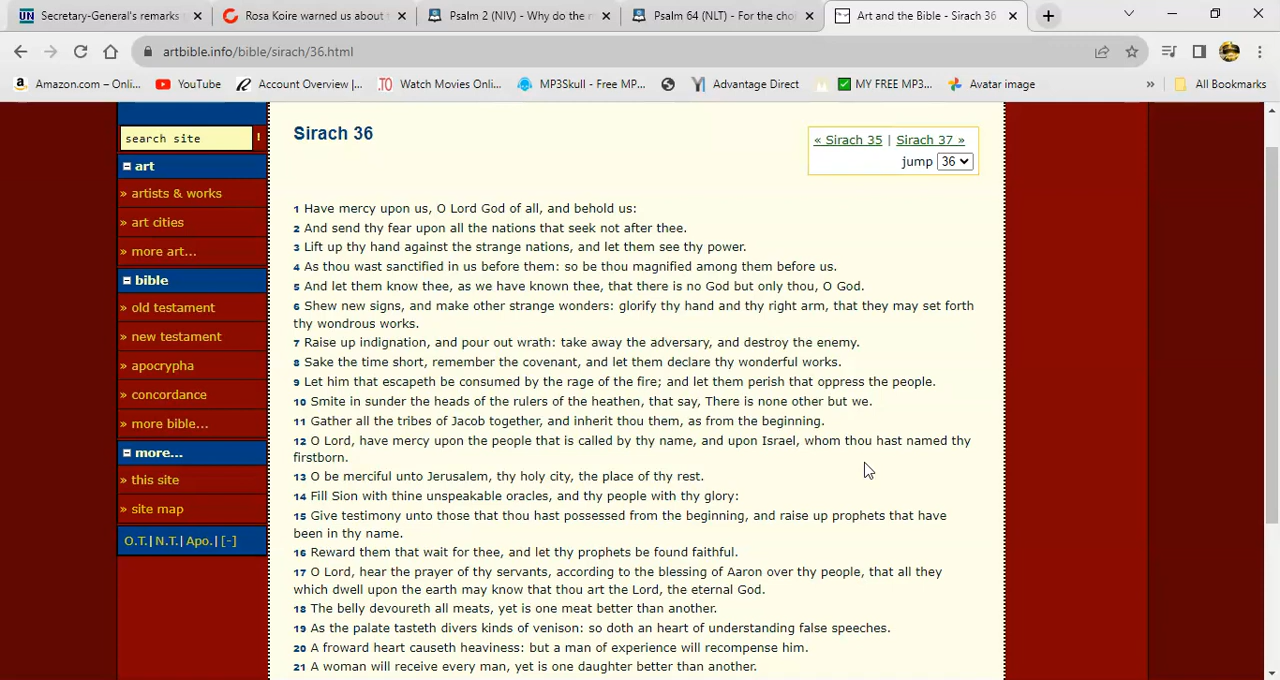 Secretary-General's remarks
Rosa Koire warned us about
Psalm 2 (NIV) - Why do the n
Psalm 64 (NLT) - For the cho
Art and the Bible - Sirach 36
artbible.info/bible/sirach/36.html
Amazon.com – Onli...
YouTube
Account Overview |...
Watch Movies Onli...
MP3Skull - Free MP...
Advantage Direct
MY FREE MP3...
Avatar image
»
All Bookmarks
search site
!
art
» artists & works
» art cities
» more art...
bible
» old testament
» new testament
» apocrypha
» concordance
» more bible...
more...
» this site
» site map
O.T.|N.T.|Apo.|[-]
Sirach 36
« Sirach 35 | Sirach 37 »
jump 36
1 Have mercy upon us, O Lord God of all, and behold us:
2 And send thy fear upon all the nations that seek not after thee.
3 Lift up thy hand against the strange nations, and let them see thy power.
4 As thou wast sanctified in us before them: so be thou magnified among them before us.
5 And let them know thee, as we have known thee, that there is no God but only thou, O God.
6 Shew new signs, and make other strange wonders: glorify thy hand and thy right arm, that they may set forth
thy wondrous works.
7 Raise up indignation, and pour out wrath: take away the adversary, and destroy the enemy.
8 Sake the time short, remember the covenant, and let them declare thy wonderful works.
9 Let him that escapeth be consumed by the rage of the fire; and let them perish that oppress the people.
10 Smite in sunder the heads of the rulers of the heathen, that say, There is none other but we.
11 Gather all the tribes of Jacob together, and inherit thou them, as from the beginning.
12 O Lord, have mercy upon the people that is called by thy name, and upon Israel, whom thou hast named thy
firstborn.
13 O be merciful unto Jerusalem, thy holy city, the place of thy rest.
14 Fill Sion with thine unspeakable oracles, and thy people with thy glory:
15 Give testimony unto those that thou hast possessed from the beginning, and raise up prophets that have
been in thy name.
16 Reward them that wait for thee, and let thy prophets be found faithful.
17 O Lord, hear the prayer of thy servants, according to the blessing of Aaron over thy people, that all they
which dwell upon the earth may know that thou art the Lord, the eternal God.
18 The belly devoureth all meats, yet is one meat better than another.
19 As the palate tasteth divers kinds of venison: so doth an heart of understanding false speeches.
20 A froward heart causeth heaviness: but a man of experience will recompense him.
21 A woman will receive every man, yet is one daughter better than another.